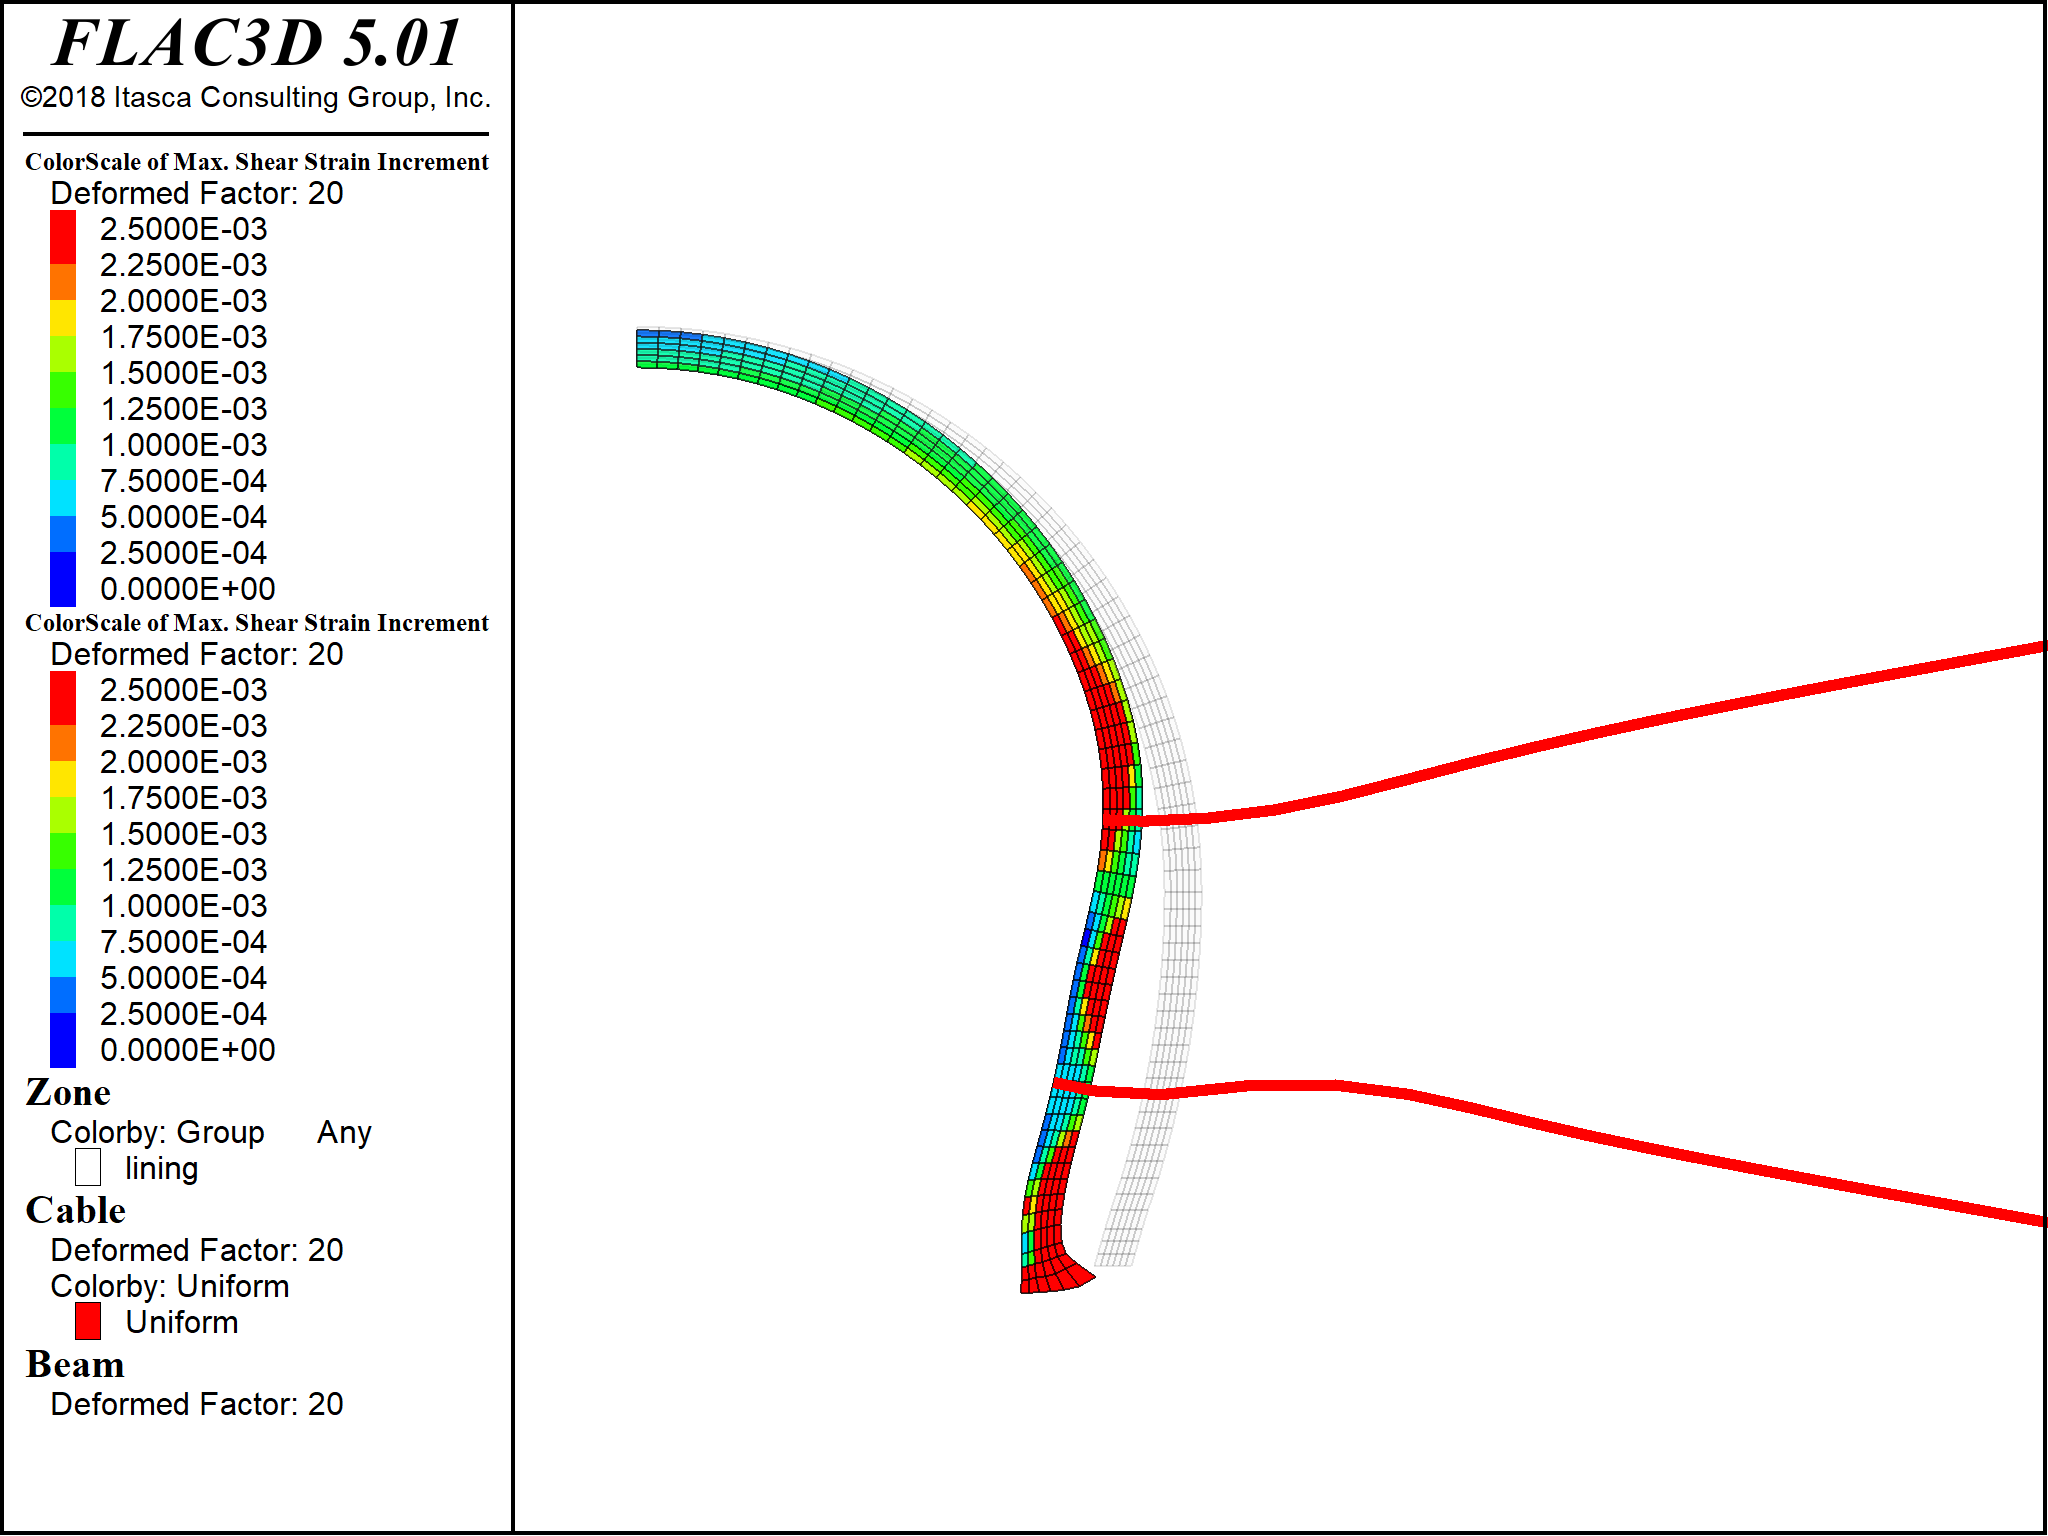 FLAC3D 5.01
©2018 Itasca Consulting Group, Inc.
ColorScale of Max. Shear Strain Increment
Deformed Factor: 20
2.5000E-03
2.2500E-03
2.0000E-03
1.7500E-03
1.5000E-03
1.2500E-03
1.0000E-03
7.5000E-04
5.0000E-04
2.5000E-04
0.0000E+00
ColorScale of Max. Shear Strain Increment
Deformed Factor: 20
2.5000E-03
2.2500E-03
2.0000E-03
1.7500E-03
1.5000E-03
1.2500E-03
1.0000E-03
7.5000E-04
5.0000E-04
2.5000E-04
0.0000E+00
Zone
Colorby: Group Any
lining
Cable
Deformed Factor: 20
Colorby: Uniform
Uniform
Beam
Deformed Factor: 20